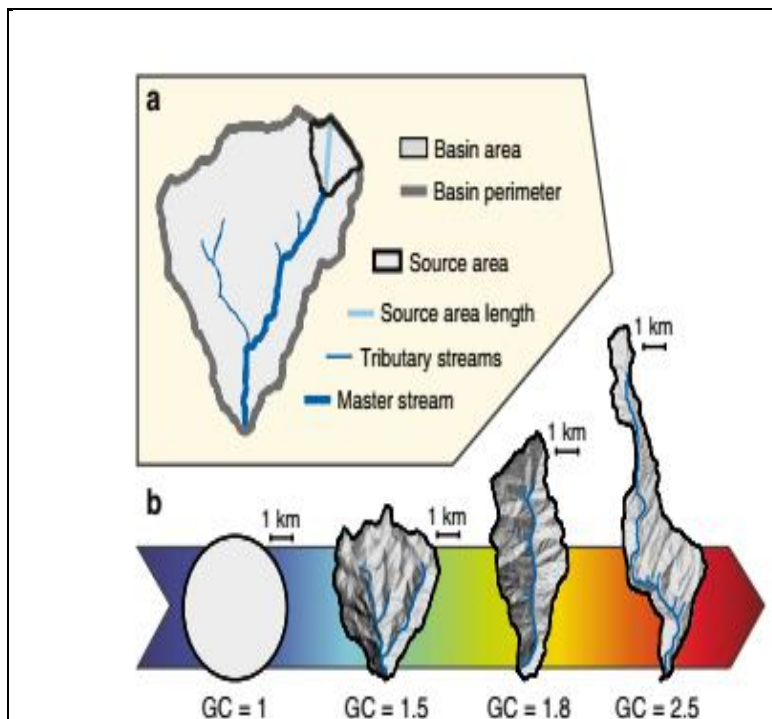 a
Basin area
Basin perimeter
Source area
Source area length
Tributary streams
Master stream
1 km
1 km
b
1 km
1 km
GC = 1
GC = 1.5
GC = 1.8
GC = 2.5